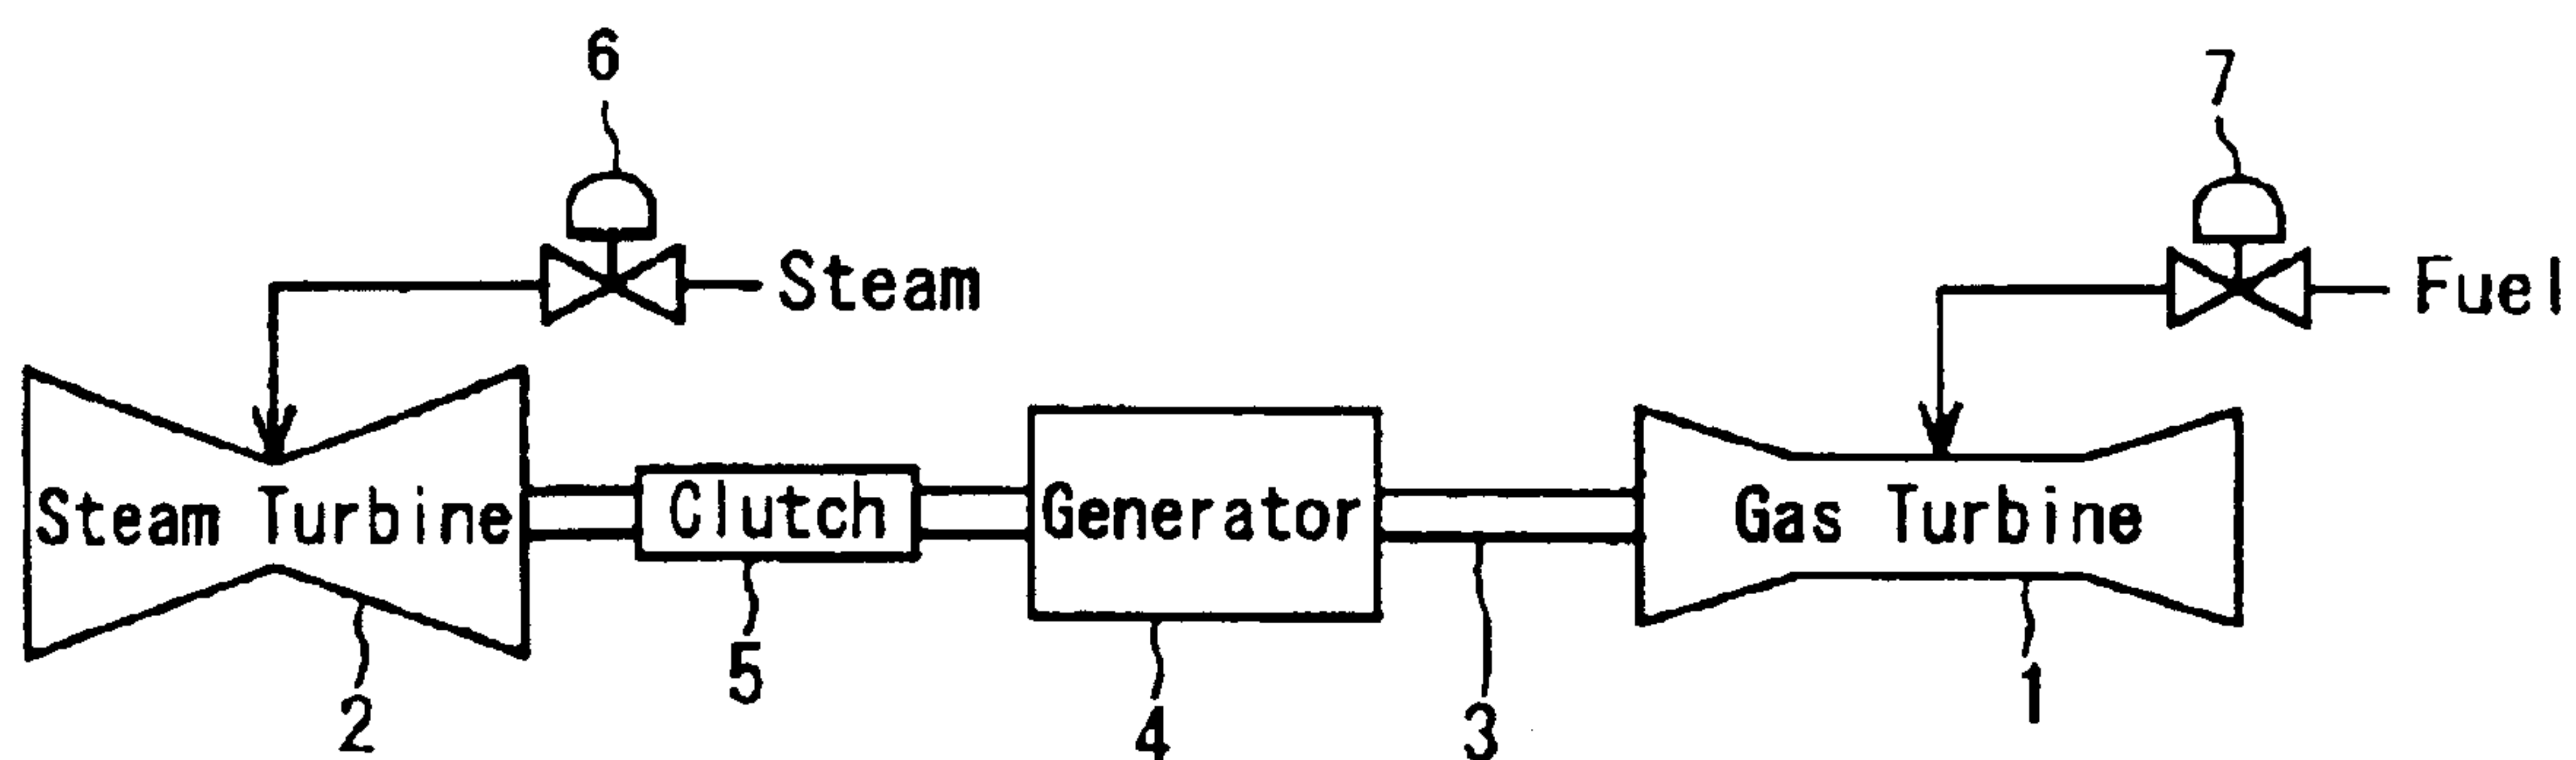 6
7
Steam
Fuel
Steam Turbine
Clutch
Generator
Gas Turbine
5
1
2
4
3